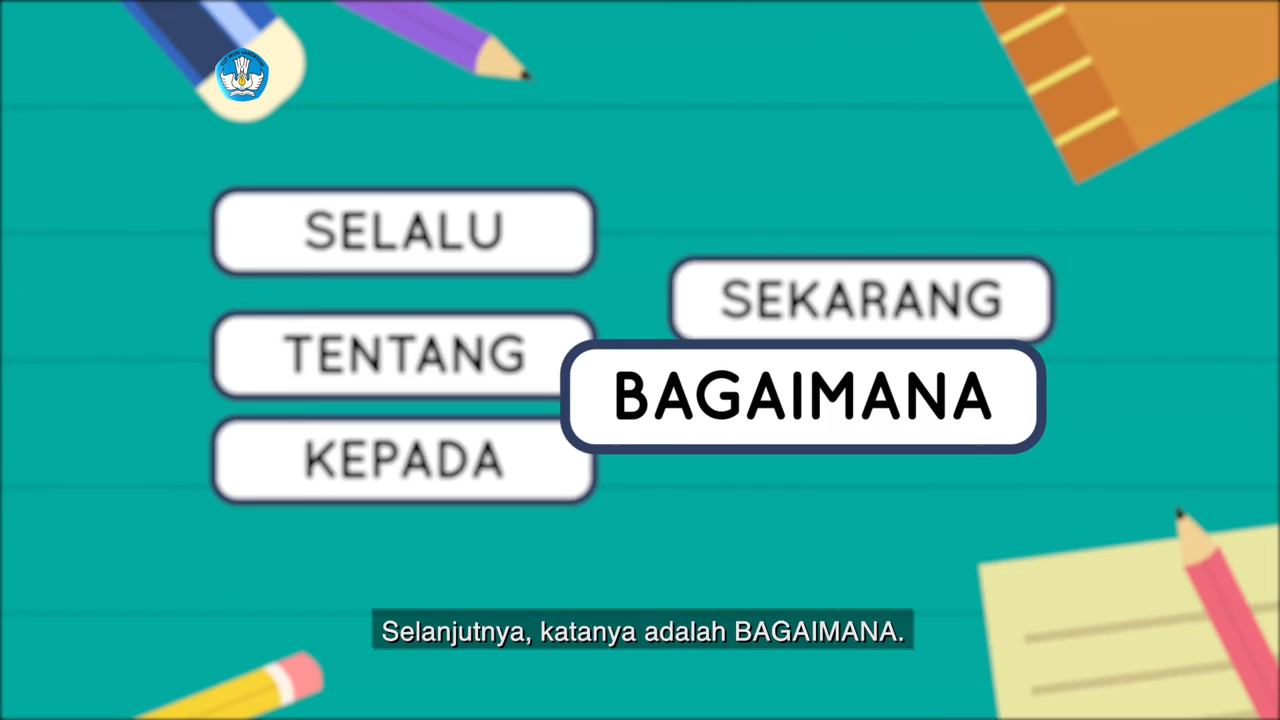 SELALU
TENTANG
KEPADA
SEKARANG
BAGAIMANA
Selanjutnya, katanya adalah BAGAIMANA.